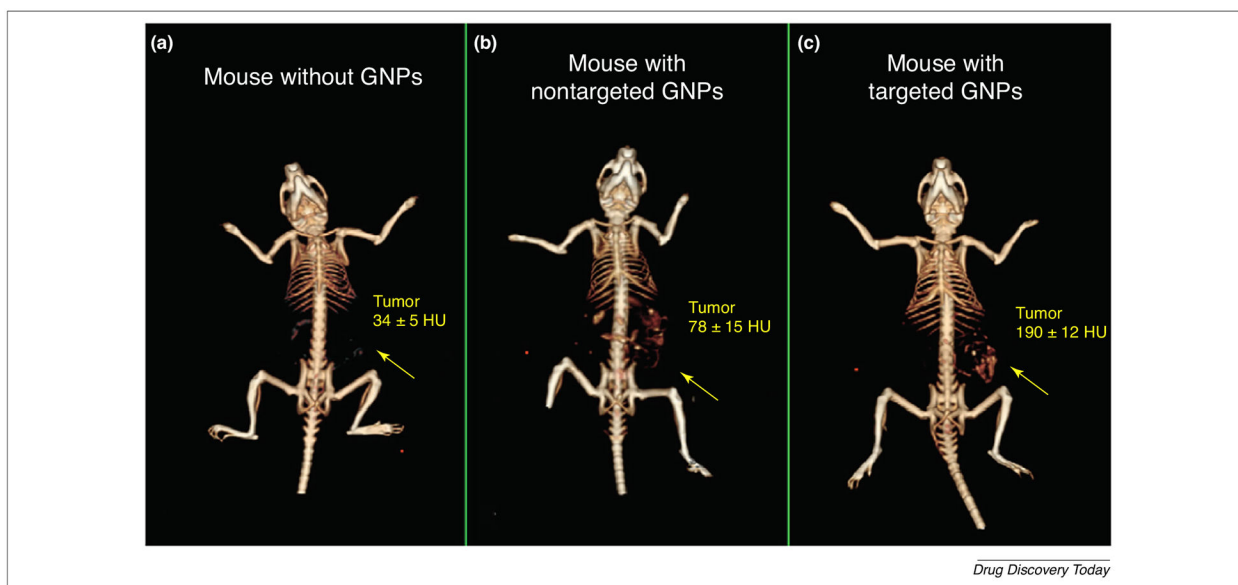 (a)
Mouse without GNPs
Tumor
34 ± 5 HU
(b)
Mouse with
nontargeted GNPs
Tumor
78 ± 15 HU
(c)
Mouse with
targeted GNPs
Tumor
190 ± 12 HU
Drug Discovery Today